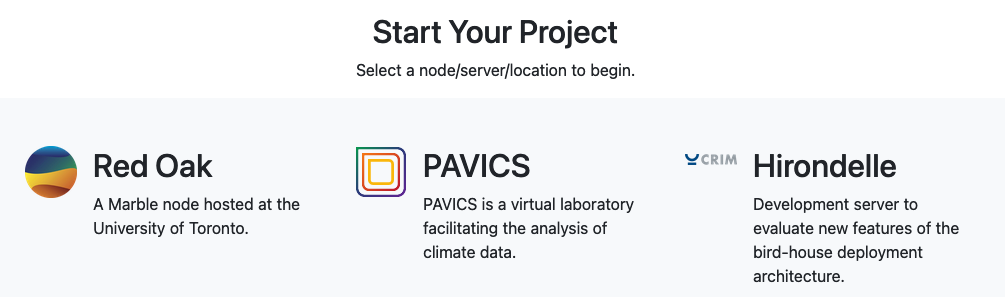 Start Your Project
Select a node/server/location to begin.
Red Oak
A Marble node hosted at the
University of Toronto.
PAVICS
PAVICS is a virtual laboratory
facilitating the analysis of
climate data.
CRIM
Hirondelle
Development server to
evaluate new features of the
bird-house deployment
architecture.